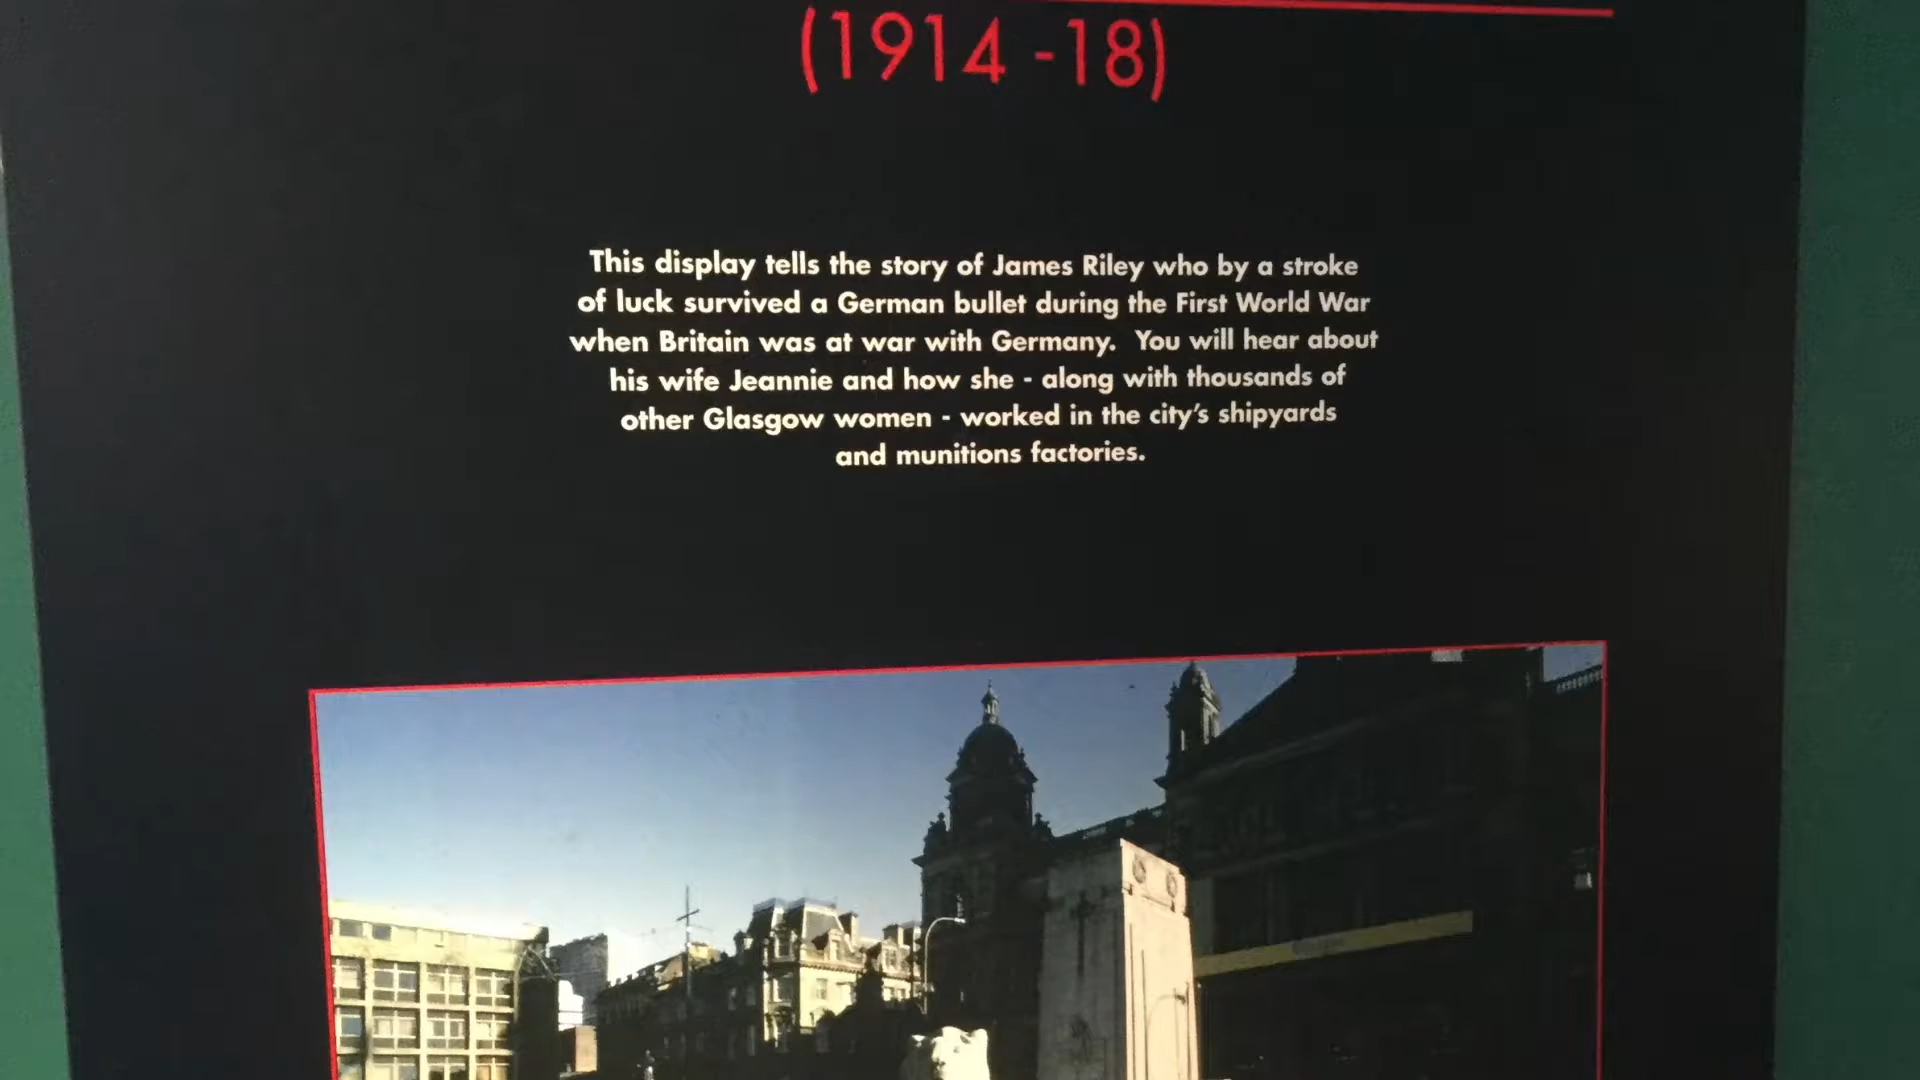 (1914 -18)
This display tells the story of James Riley who by a stroke
of luck survived a German bullet during the First World War
when Britain was at war with Germany. You will hear about
his wife Jeannie and how she - along with thousands of
other Glasgow women - worked in the city's shipyards
and munitions factories.